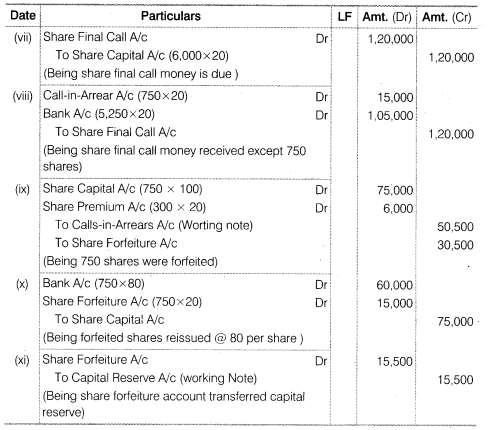 Date Particulars LF Amt. (Dr) Amt. (Cr)
(vii) Share Final Call A/c Dr 1,20,000
To Share Capital A/c (6,000×20) 1,20,000
(Being share final call money is due )
(viii) Call-in-Arrear A/c (750×20) Dr 15,000
Bank A/c (5,250×20) Dr 1,05,000
To Share Final Call A/c 1,20,000
(Being share final call money received except 750
shares)
(ix) Share Capital A/c (750 × 100) Dr 75,000
Share Premium A/c (300 × 20) Dr 6,000
To Calls-in-Arrears A/c (Worting note) 50,500
To Share Forfeiture A/c 30,500
(Being 750 shares were forfeited)
(x) Bank A/c (750×80) Dr 60,000
Share Forfeiture A/c (750×20) Dr 15,000
To Share Capital A/c 75,000
(Being forfeited shares reissued @ 80 per share )
(xi) Share Forfeiture A/c Dr 15,500
To Capital Reserve A/c (working Note) 15,500
(Being share forfeiture account transferred capital
reserve)